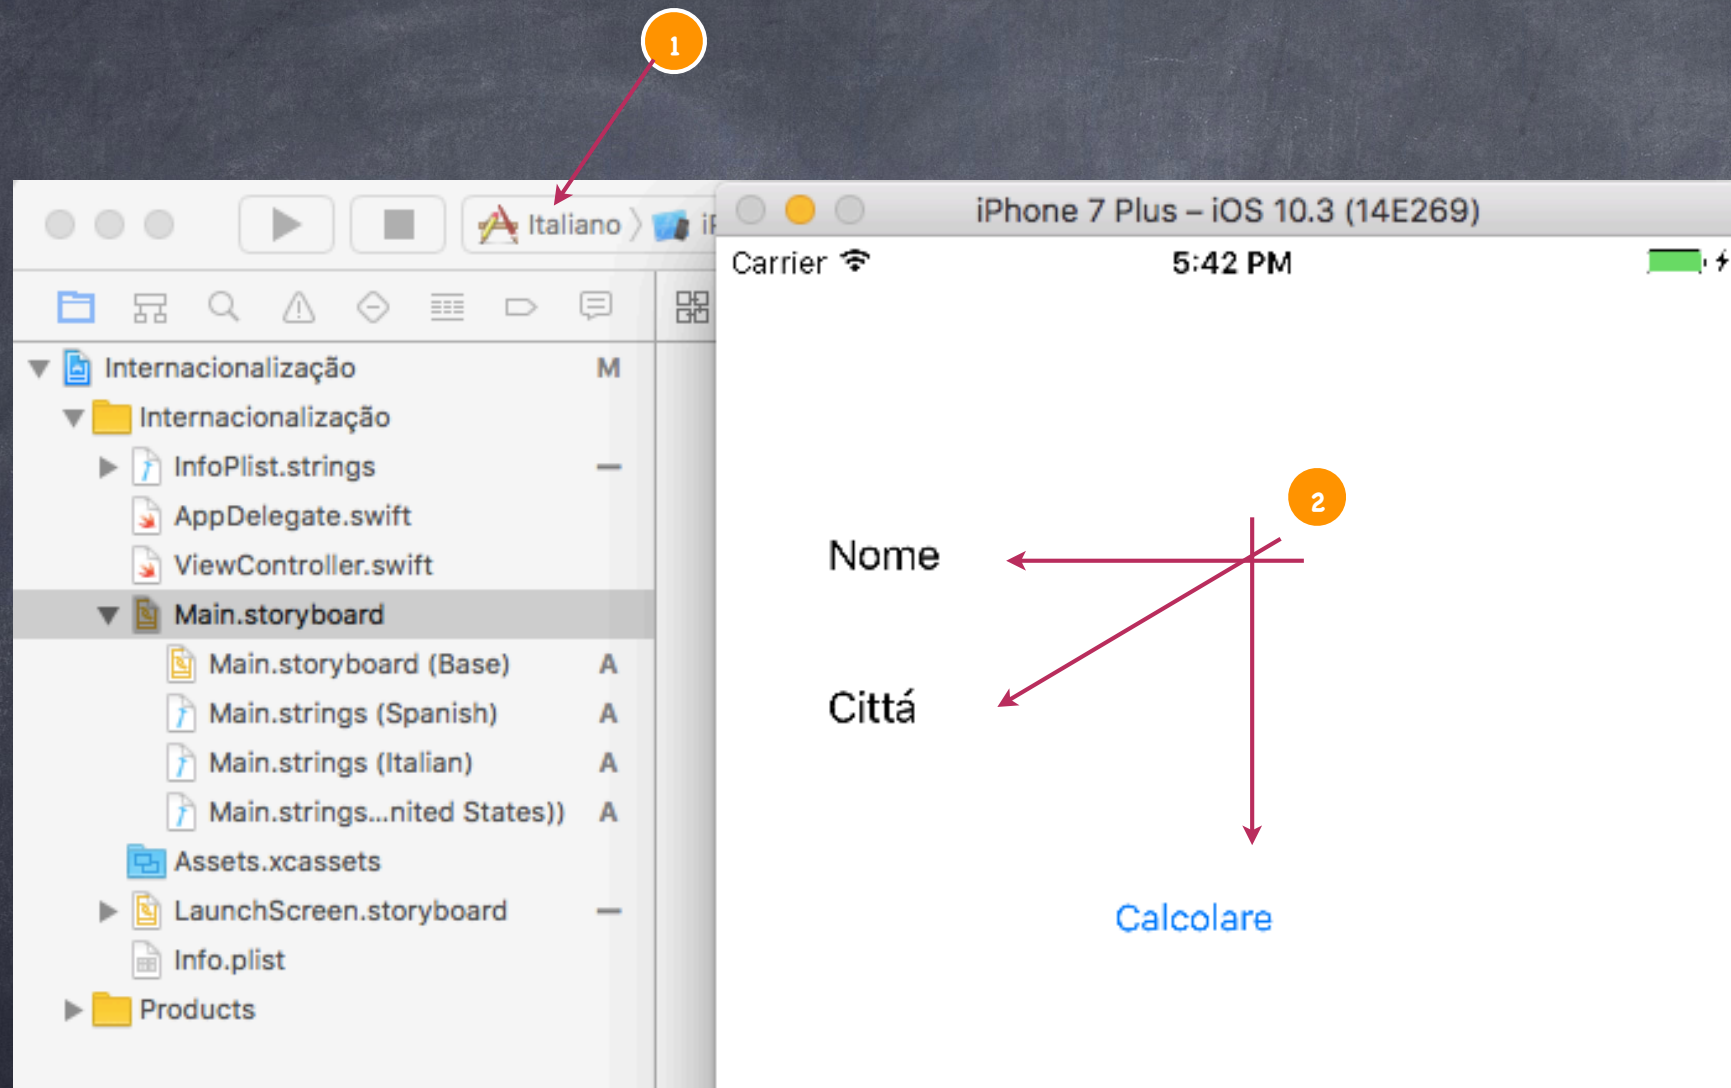 1
Italiano
iPhone 7 Plus – iOS 10.3 (14E269)
Carrier
5:42 PM
Internacionalização M
Internacionalização
InfoPlist.strings
AppDelegate.swift
ViewController.swift
Main.storyboard
Main.storyboard (Base) A
Main.strings (Spanish) A
Main.strings (Italian) A
Main.strings...nited States)) A
Assets.xcassets
LaunchScreen.storyboard
Info.plist
Products
2
Nome
Cittá
Calcolare